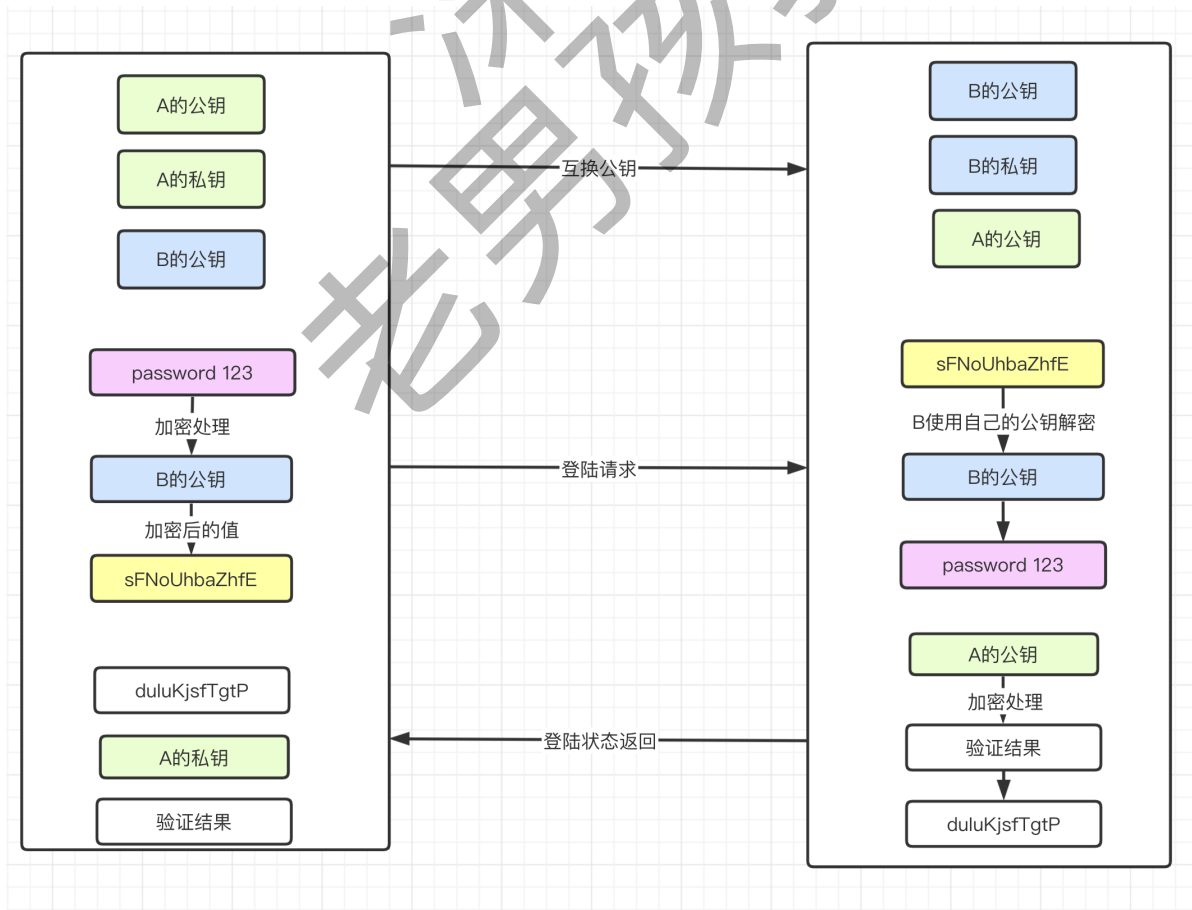 A的公钥
A的私钥
B的公钥
password 123
加密处理
B的公钥
加密后的值
sFNoUhbaZhfE
duluKjsfTgtP
A的私钥
验证结果
互换公钥
登陆请求
登陆状态返回
B的公钥
B的私钥
A的公钥
sFNoUhbaZhfE
B使用自己的公钥解密
B的公钥
password 123
A的公钥
加密处理
验证结果
duluKjsfTgtP
老男孩